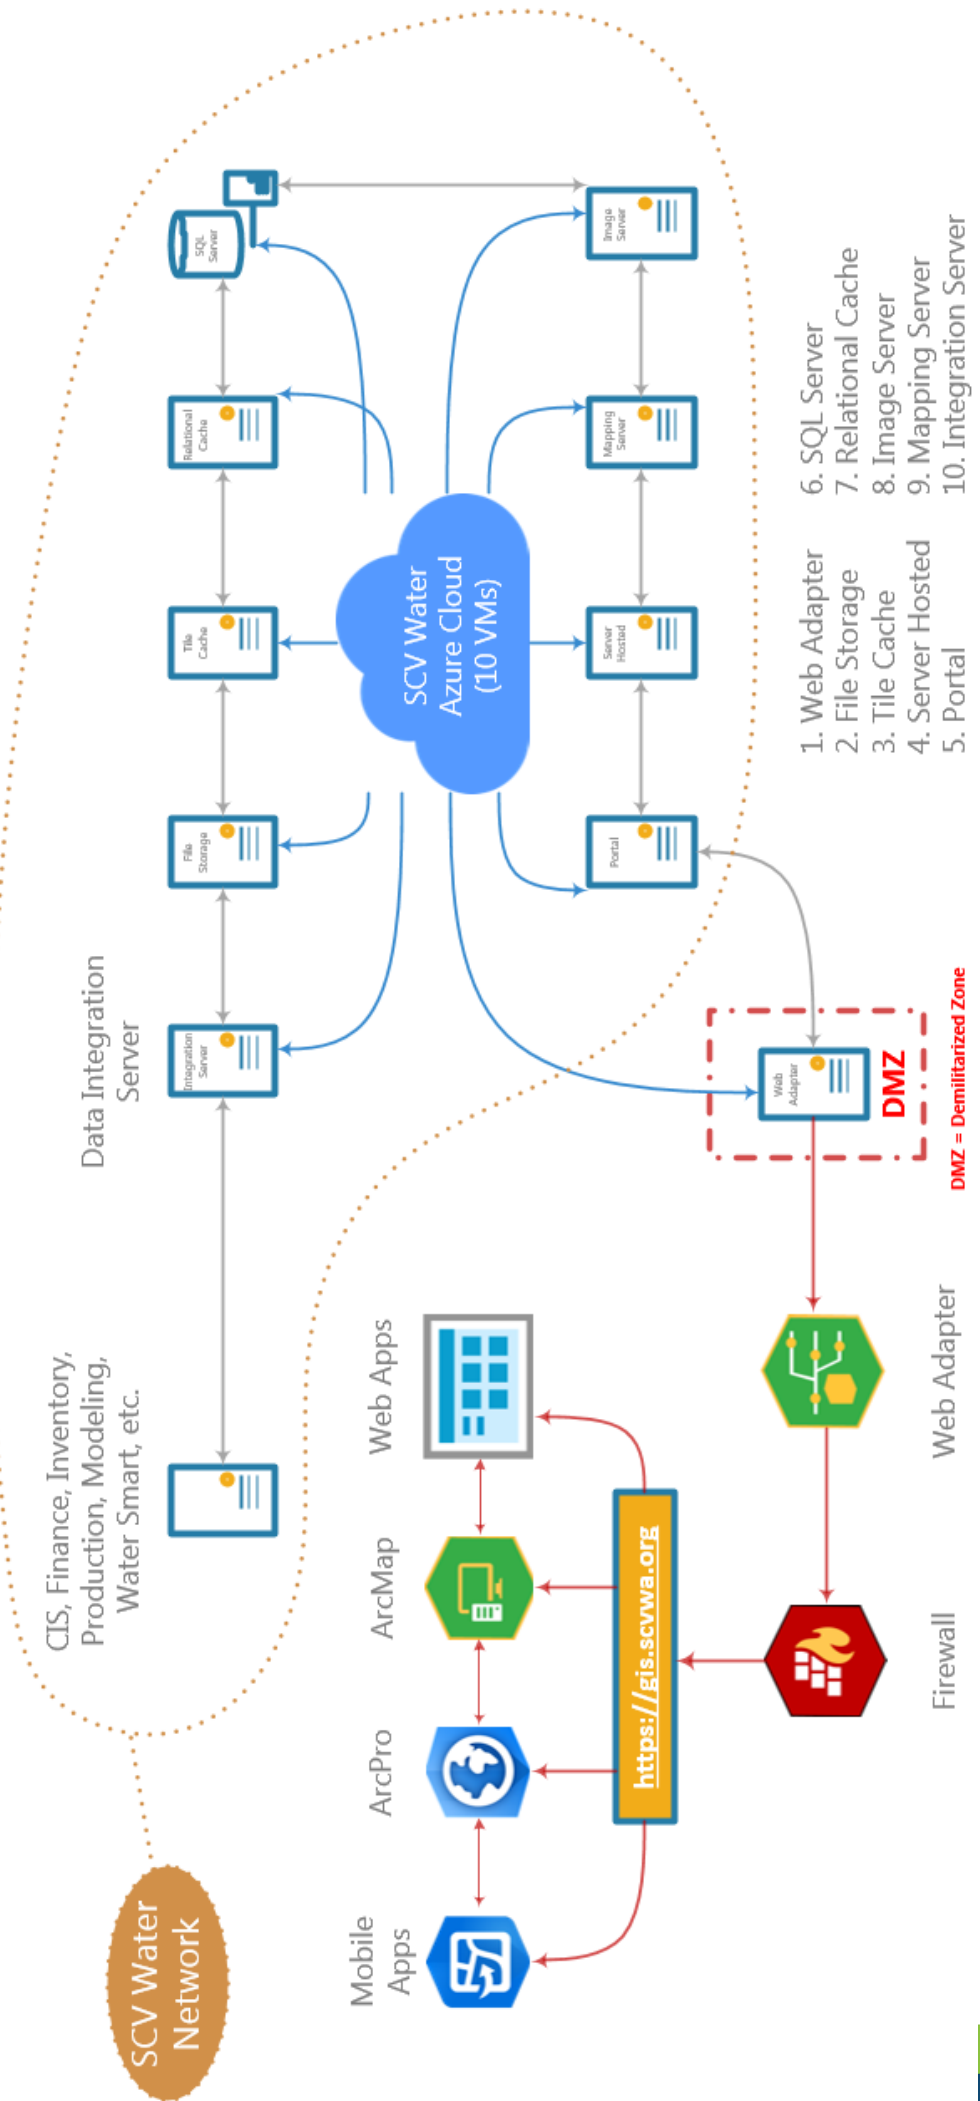 SCV Water
Network
CIS, Finance, Inventory,
Production, Modeling,
Water Smart, etc.
Data Integration
Server
Integration
Server
File
Storage
Tile
Cache
Relational
Cache
SQL
Server
SCV Water
Azure Cloud
(10 VMs)
Portal
Server
Hosted
Mapping
Server
Image
Server
Mobile
Apps
ArcPro
ArcMap
Web Apps
https://gis.scvwa.org
Firewall
Web Adapter
Web
Adapter
DMZ
DMZ = Demilitarized Zone
1. Web Adapter
2. File Storage
3. Tile Cache
4. Server Hosted
5. Portal
6. SQL Server
7. Relational Cache
8. Image Server
9. Mapping Server
10. Integration Server